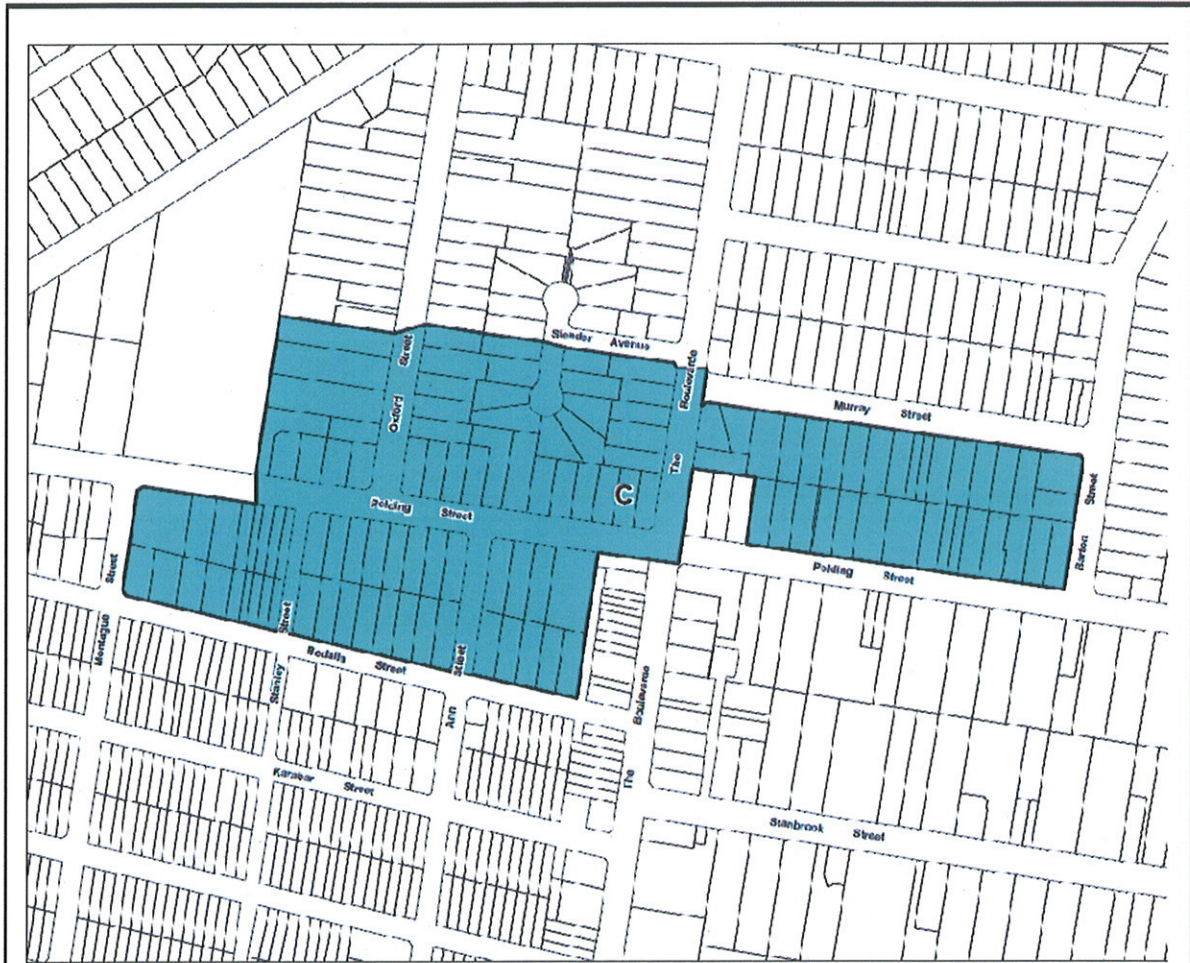 Slender Avenue
Oxford Street
The Boulevarde
Murray Street
C
Polding Street
Barton Street
Polding Street
Montague Street
Stanley Street
Redalls Street
Ann Street
The Boulevarde
Karabar Street
Stanbrook Street